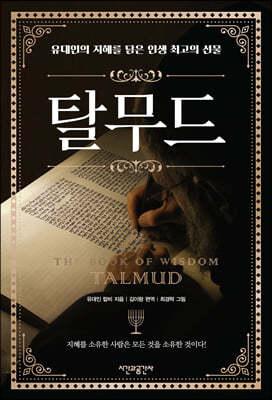 유대인의 지혜를 담은 인생 최고의 선물
탈무드
THE BOOK OF WISDOM
TALMUD
유대인 랍비 지음 | 김이랑 편역 | 최경락 그림
지혜를 소유한 사람은 모든 것을 소유한 것이다!
시간과공간사